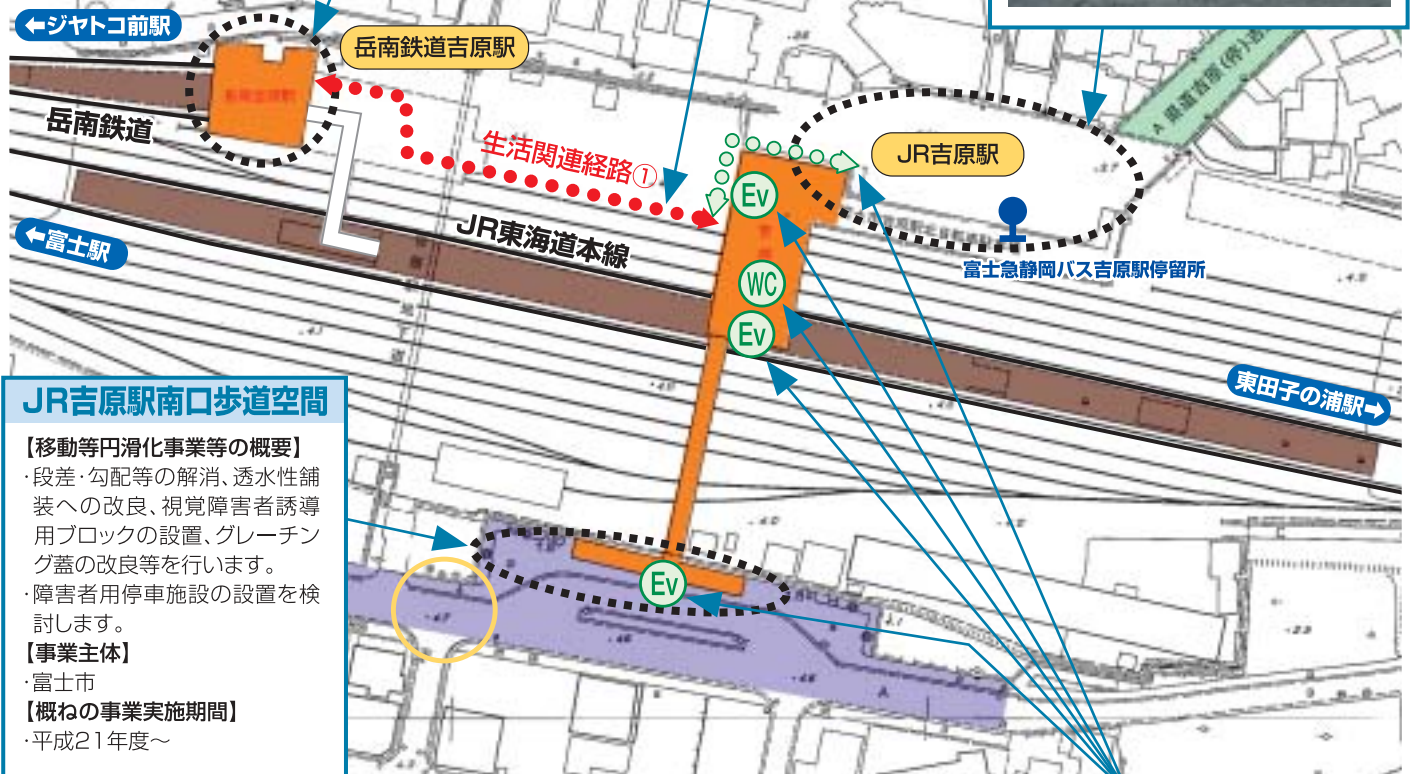 ←ジヤトコ前駅
岳南鉄道吉原駅
岳南鉄道
生活関連経路①
JR吉原駅
Ev
A 県道吉原(停)
JR東海道本線
←富士駅
WC
富士急静岡バス吉原駅停留所
Ev
東田子の浦駅→
JR吉原駅南口歩道空間
【移動等円滑化事業等の概要】
・段差・勾配等の解消、透水性舗
装への改良、視覚障害者誘導
用ブロックの設置、グレーチン
グ蓋の改良等を行います。
・障害者用停車施設の設置を検
討します。
【事業主体】
・富士市
【概ねの事業実施期間】
・平成21年度～
Ev
A